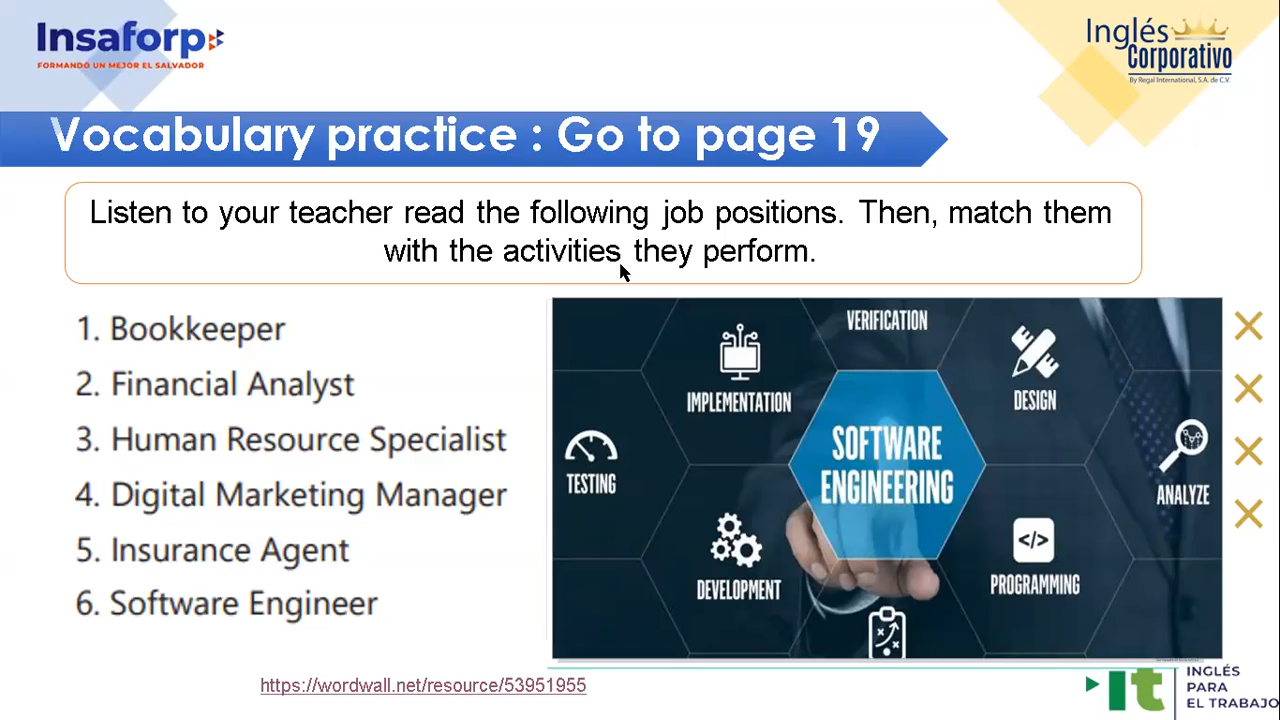 Insaforp
FORMANDO UN MEJOR EL SALVADOR
Inglés
Corporativo
By Regal International, S.A. de C.V.
Vocabulary practice : Go to page 19
Listen to your teacher read the following job positions. Then, match them
with the activities they perform.
1. Bookkeeper
2. Financial Analyst
3. Human Resource Specialist
4. Digital Marketing Manager
5. Insurance Agent
6. Software Engineer
VERIFICATION
IMPLEMENTATION
DESIGN
SOFTWARE
ENGINEERING
TESTING
ANALYZE
</>
DEVELOPMENT
PROGRAMMING
https://wordwall.net/resource/53951955
it
INGLÉS
PARA
EL TRABAJO